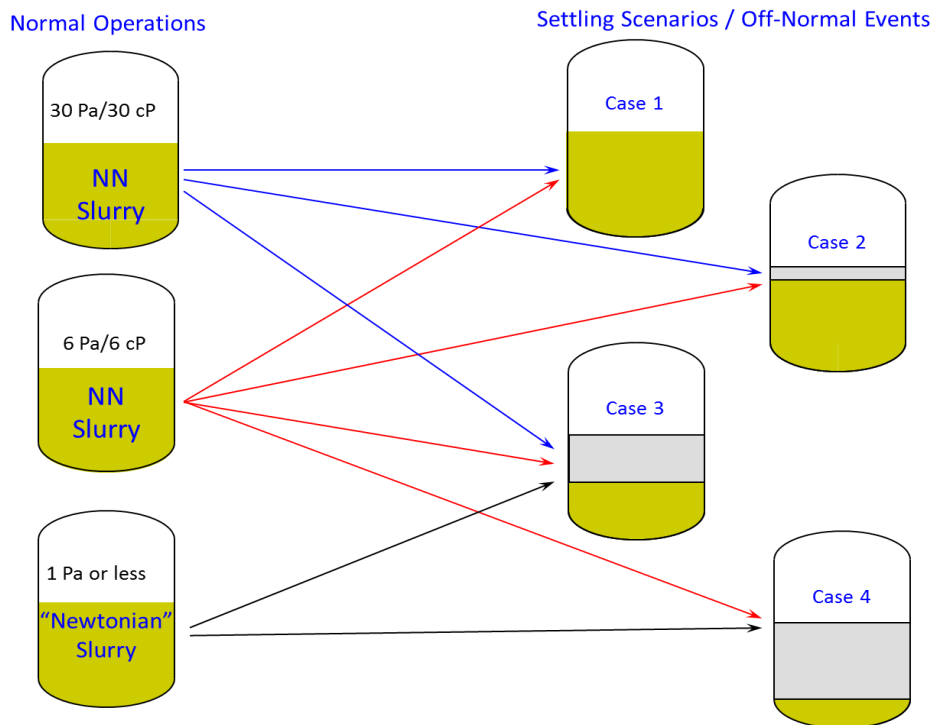 Normal Operations
Settling Scenarios / Off-Normal Events
30 Pa/30 cP
NN
Slurry
6 Pa/6 cP
NN
Slurry
1 Pa or less
“Newtonian”
Slurry
Case 1
Case 2
Case 3
Case 4